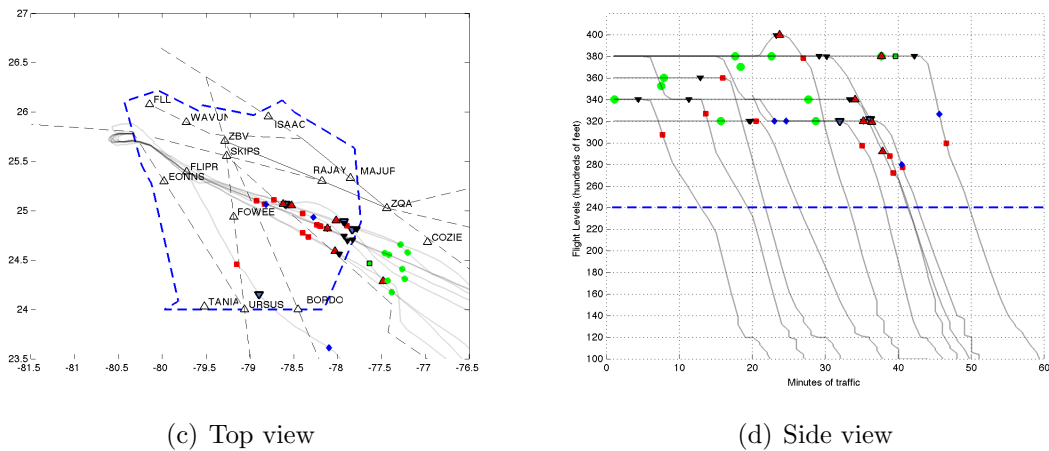 27
26.5
26
25.5
25
24.5
24
23.5
-81.5 -81 -80.5 -80 -79.5 -79 -78.5 -78 -77.5 -77 -76.5
FLL
WAVUN
ISAAC
ZBV
SKIPS
FLIPR
EONNS
RAJAY
MAJUF
ZQA
FOWEE
COZIE
TANIA
URSUS
BORDO
400
380
360
340
320
300
280
260
240
220
200
180
160
140
120
100
Flight Levels (hundreds of feet)
0 10 20 30 40 50 60
Minutes of traffic
(c) Top view
(d) Side view